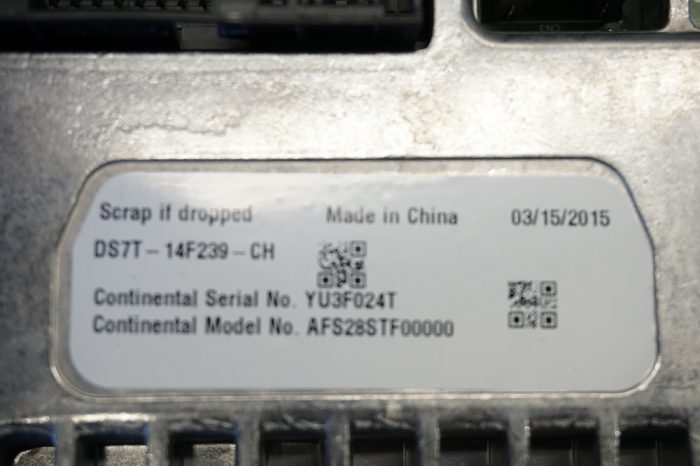 Scrap if dropped Made in China 03/15/2015
DS7T - 14F239 - CH
Continental Serial No. YU3F024T
Continental Model No. AFS28STF00000